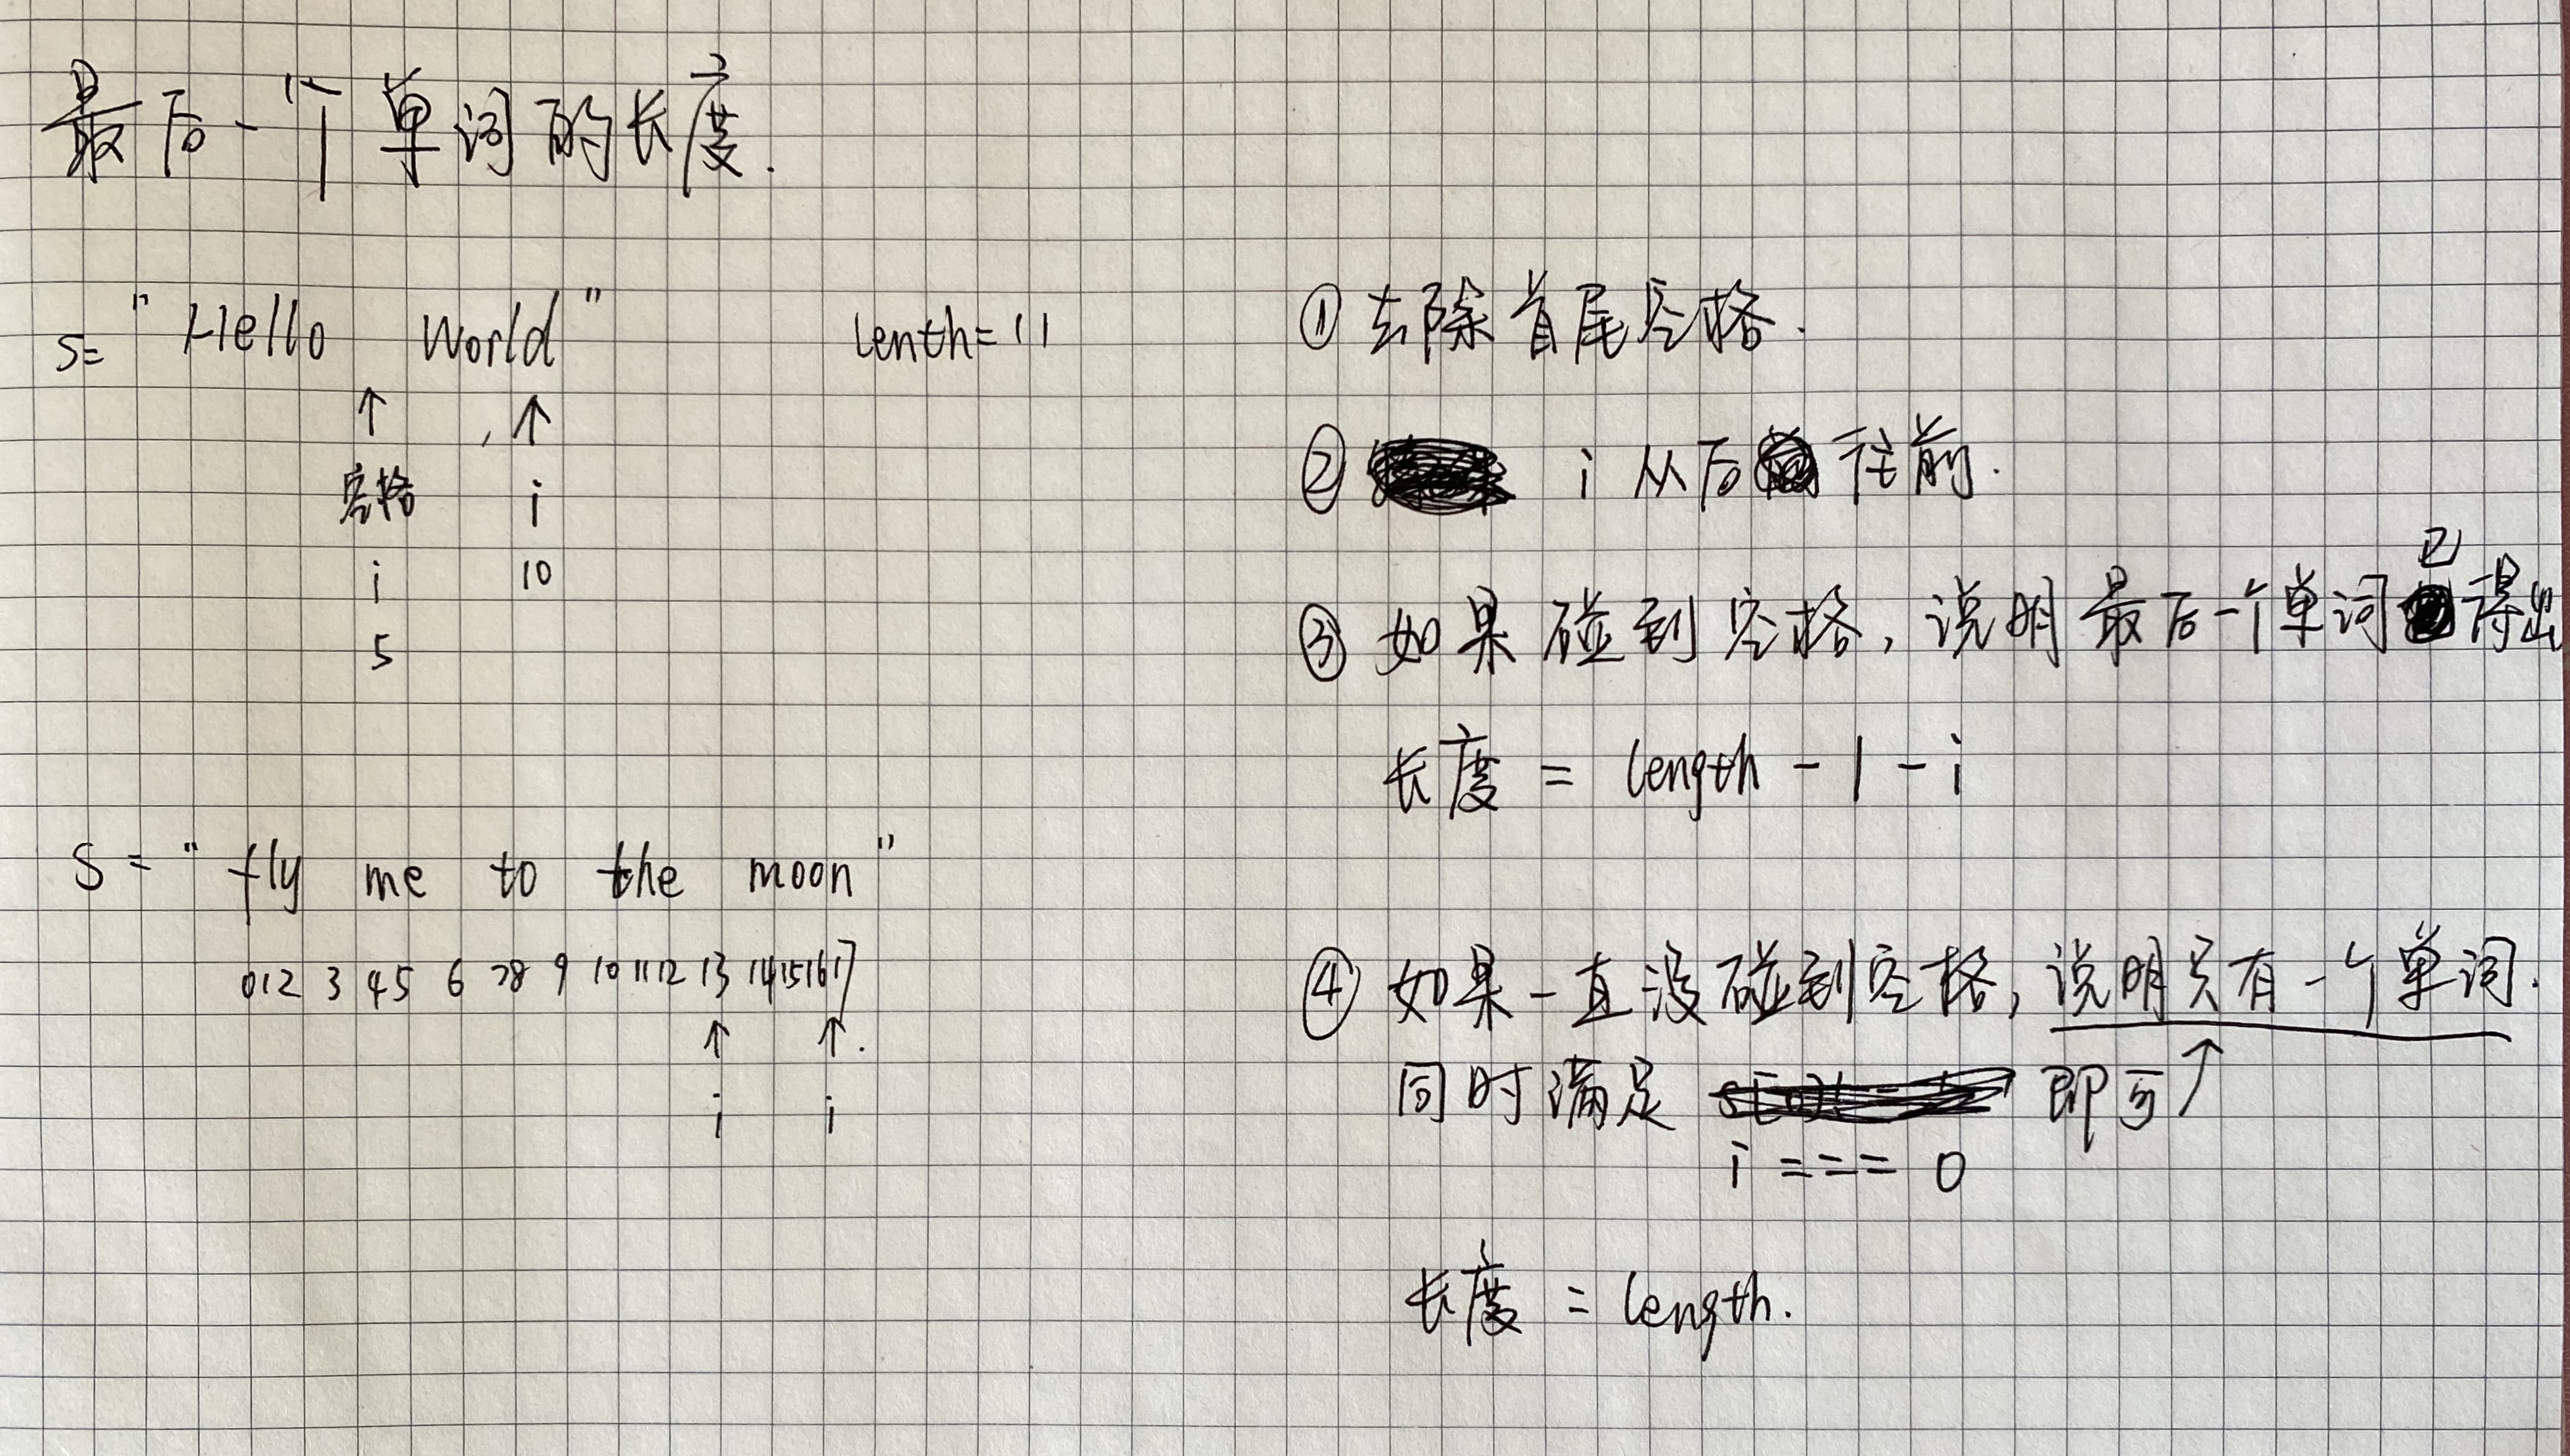 最后一个单词的长度.
s= "Hello World" lenth=11
↑ ↑
空格 i
i 10
5
S = "fly me to the moon"
0 1 2 3 4 5 6 7 8 9 10 11 12 13 14 15 16 17
↑ ↑
i i
① 去除首尾空格.
② i 从后往前.
③ 如果碰到空格, 说明最后一个单词已得出
长度 = length - 1 - i
④ 如果一直没碰到空格, 说明只有一个单词.
同时满足 即可↑
i === 0
长度 = length.